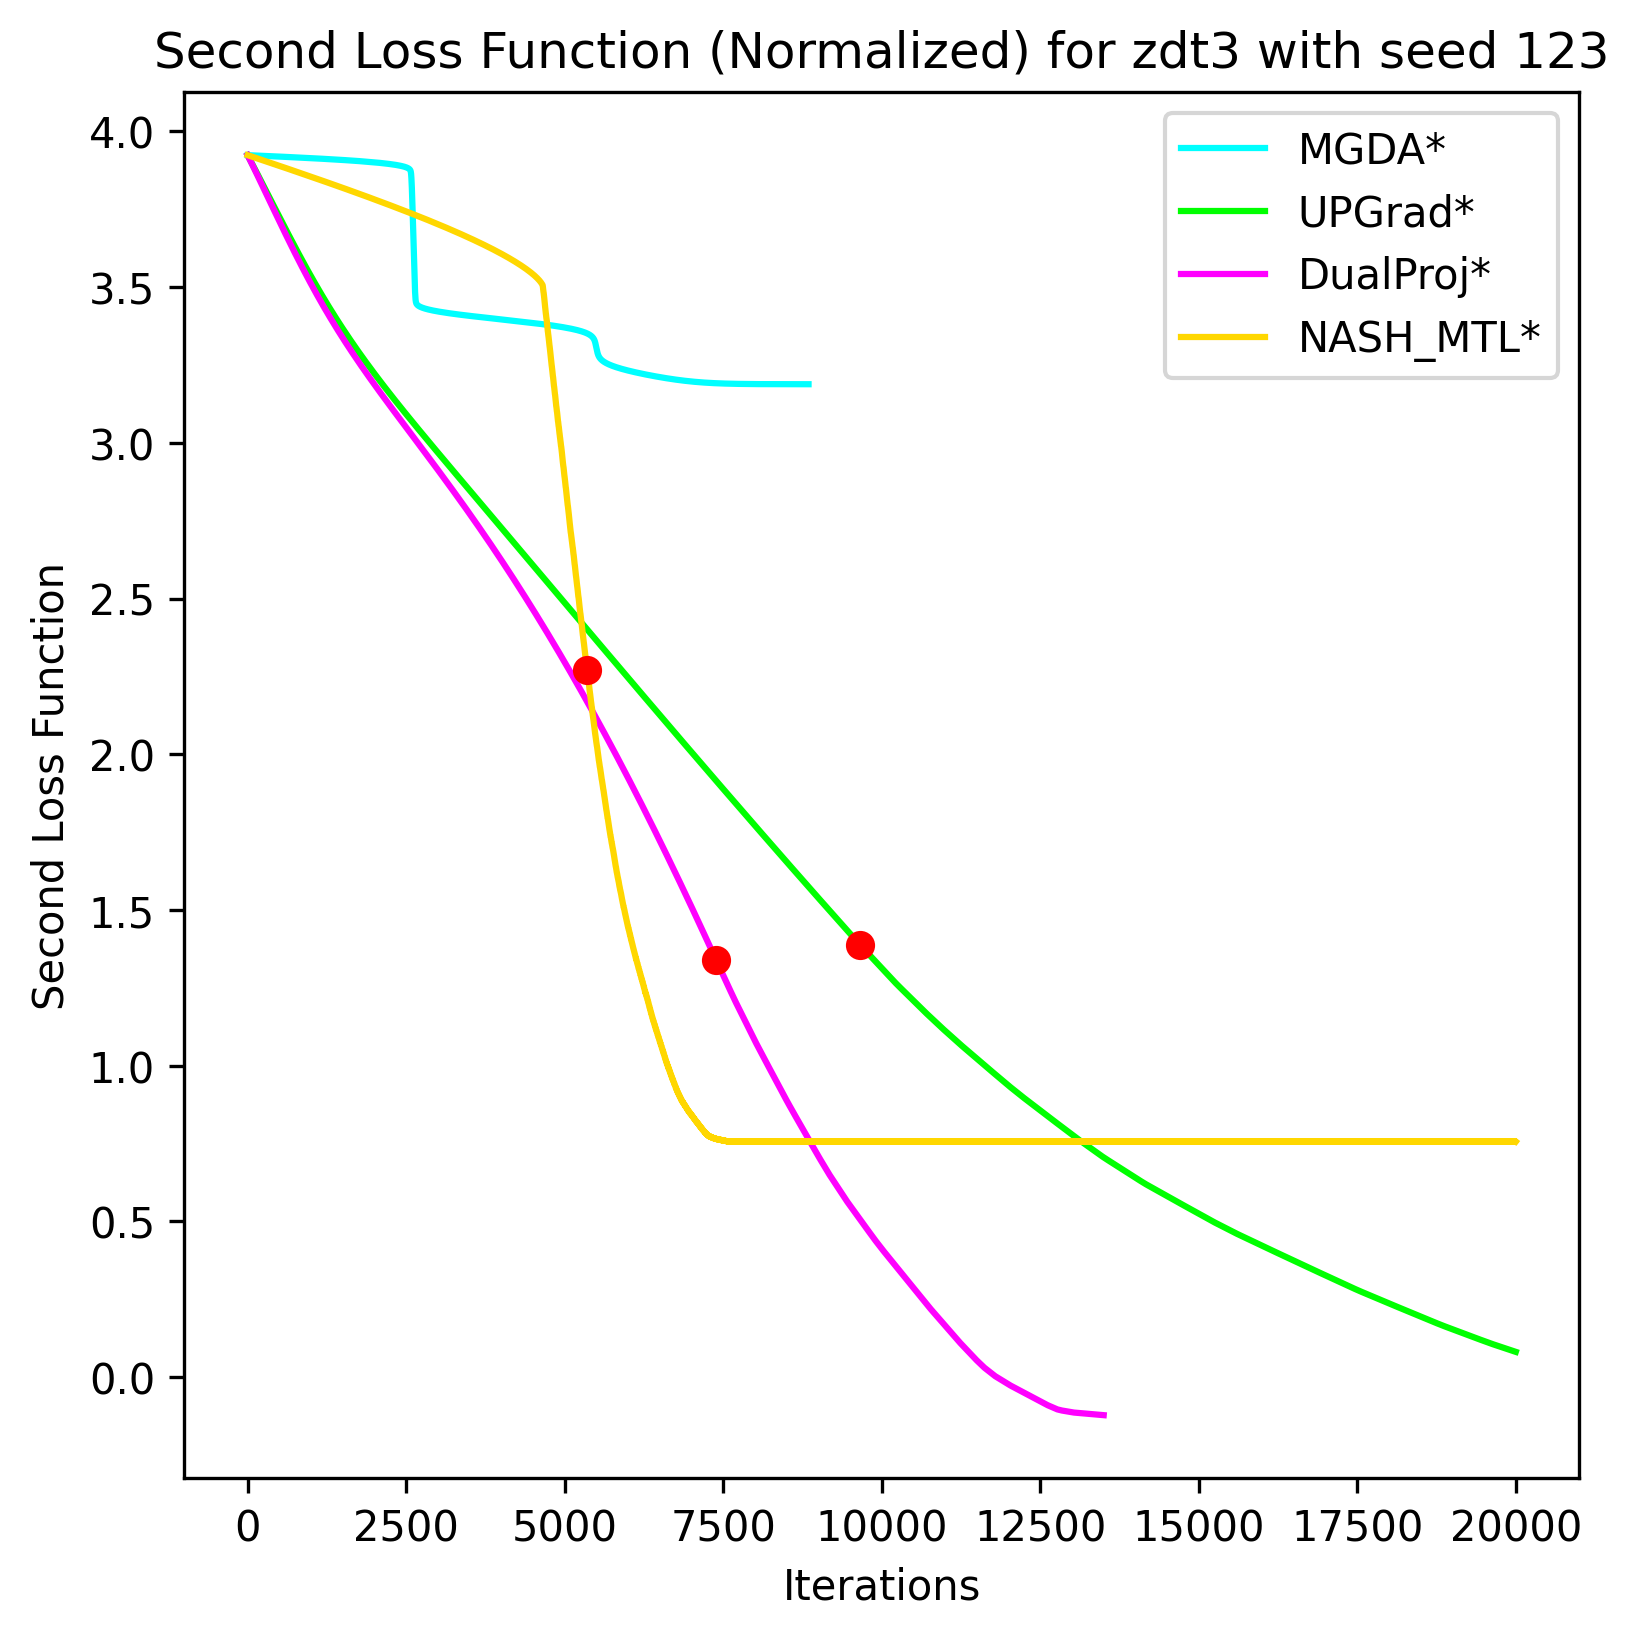 Second Loss Function (Normalized) for zdt3 with seed 123
MGDA*
UPGrad*
DualProj*
NASH_MTL*
Second Loss Function
4.0
3.5
3.0
2.5
2.0
1.5
1.0
0.5
0.0
0 2500 5000 7500 10000 12500 15000 17500 20000
Iterations